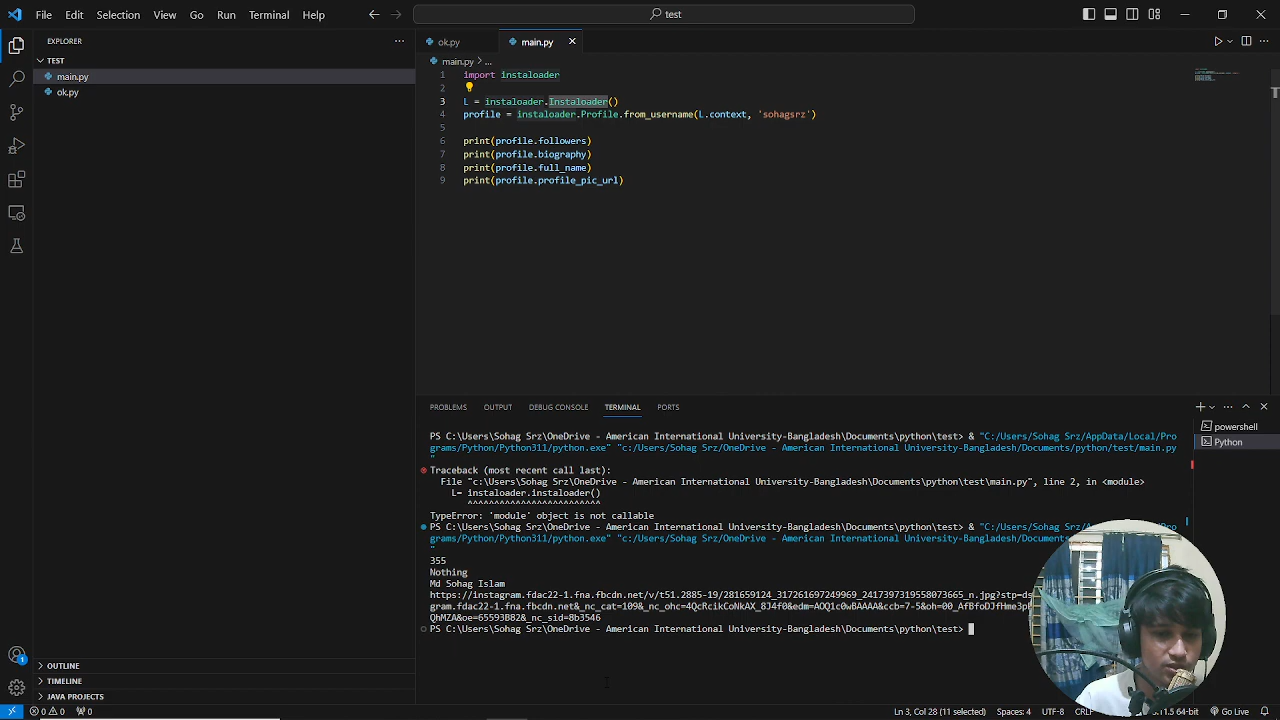 File Edit Selection View Go Run Terminal Help
test
EXPLORER
TEST
main.py
ok.py
OUTLINE
TIMELINE
JAVA PROJECTS
ok.py main.py
main.py > ...
1 import instaloader
2
3 L = instaloader.Instaloader()
4 profile = instaloader.Profile.from_username(L.context, 'sohagsrz')
5
6 print(profile.followers)
7 print(profile.biography)
8 print(profile.full_name)
9 print(profile.profile_pic_url)
PROBLEMS OUTPUT DEBUG CONSOLE TERMINAL PORTS
powershell
Python
PS C:\Users\Sohag Srz\OneDrive - American International University-Bangladesh\Documents\python\test> & "C:/Users/Sohag Srz/AppData/Local/Pro
grams/Python/Python311/python.exe" "c:/Users/Sohag Srz/OneDrive - American International University-Bangladesh/Documents/python/test/main.py
"
Traceback (most recent call last):
File "c:\Users\Sohag Srz\OneDrive - American International University-Bangladesh\Documents\python\test\main.py", line 2, in <module>
L= instaloader.instaloader()
^^^^^^^^^^^^^^^^^^^^^^^^^
TypeError: 'module' object is not callable
PS C:\Users\Sohag Srz\OneDrive - American International University-Bangladesh\Documents\python\test> & "C:/Users/Sohag Srz/
grams/Python/Python311/python.exe" "c:/Users/Sohag Srz/OneDrive - American International University-Bangladesh/Documents
"
355
Nothing
Md Sohag Islam
https://instagram.fdac22-1.fna.fbcdn.net/v/t51.2885-19/281659124_317261697249969_2417397319558073665_n.jpg?stp=
gram.fdac22-1.fna.fbcdn.net&_nc_cat=109&_nc_ohc=4QcRcikCoNkAX_8J4f0&edm=AOQ1c0wBAAAA&ccb=7-5&oh=00_AfBfoDJfHme3p
QhMZA&oe=65593BB2&_nc_sid=8b3546
PS C:\Users\Sohag Srz\OneDrive - American International University-Bangladesh\Documents\python\test>
1
0 0 0
Ln 3, Col 28 (11 selected) Spaces: 4 UTF-8 CRLF 64-bit Go Live